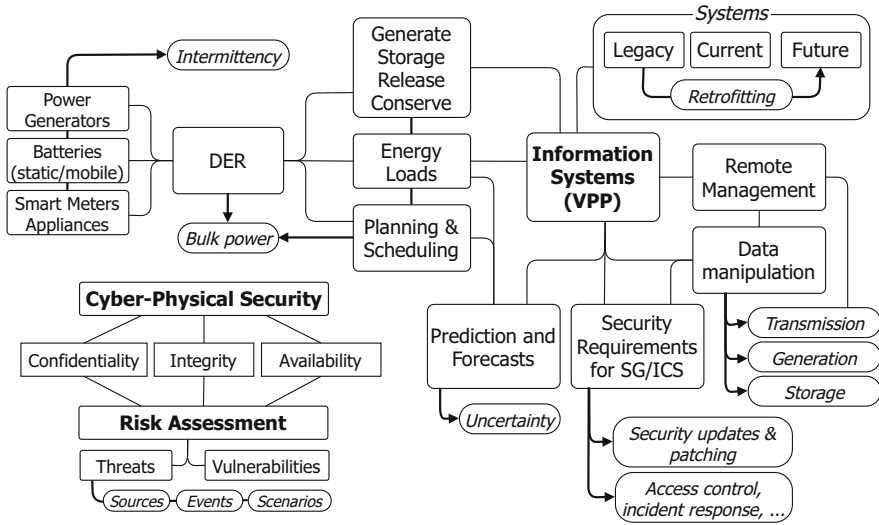 Systems
Legacy
Current
Future
Retrofitting
Intermittency
Generate
Storage
Release
Conserve
Power
Generators
Batteries
(static/mobile)
Smart Meters
Appliances
DER
Energy
Loads
Information
Systems
(VPP)
Remote
Management
Planning &
Scheduling
Bulk power
Data
manipulation
Cyber-Physical Security
Confidentiality
Integrity
Availability
Risk Assessment
Threats
Vulnerabilities
Sources
Events
Scenarios
Prediction and
Forecasts
Uncertainty
Security
Requirements
for SG/ICS
Transmission
Generation
Storage
Security updates &
patching
Access control,
incident response, ...